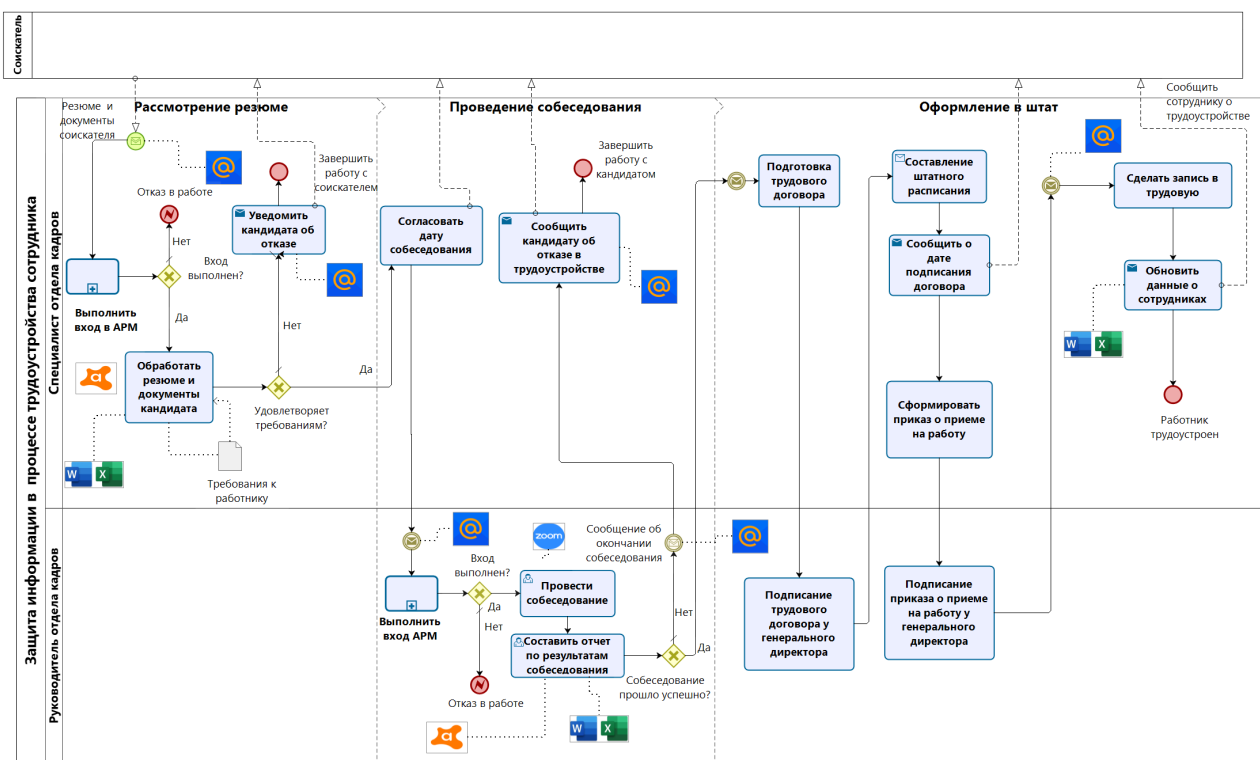 Соискатель
Защита информации в процессе трудоустройства сотрудника
Специалист отдела кадров
Руководитель отдела кадров
Рассмотрение резюме
Проведение собеседования
Оформление в штат
Резюме и
документы
соискателя
Отказ в работе
Нет
Вход
выполнен?
Да
Выполнить
вход в АРМ
Завершить
работу с
соискателем
Уведомить
кандидата об
отказе
Нет
Обработать
резюме и
документы
кандидата
Удовлетворяет
требованиям?
Да
W
X
Требования к
работнику
Согласовать
дату
собеседования
Завершить
работу с
кандидатом
Сообщить
кандидату об
отказе в
трудоустройстве
Вход
выполнен?
Да
Нет
Выполнить
вход АРМ
Отказ в работе
zoom
Провести
собеседование
Составить отчет
по результатам
собеседования
W
X
Сообщение об
окончании
собеседования
Нет
Да
Собеседование
прошло успешно?
Подготовка
трудового
договора
Подписание
трудового
договора у
генерального
директора
Составление
штатного
расписания
Сообщить о
дате
подписания
договора
Сформировать
приказ о приеме
на работу
Подписание
приказа о приеме
на работу у
генерального
директора
Сообщить
сотруднику о
трудоустройстве
Сделать запись в
трудовую
Обновить
данные о
сотрудниках
W
X
Работник
трудоустроен